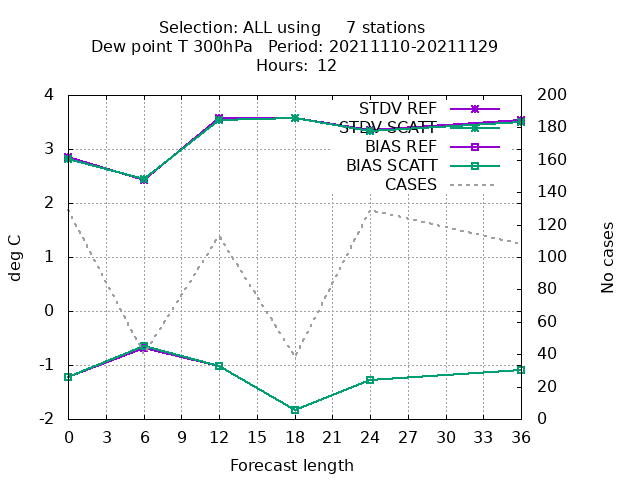 Selection: ALL using     7 stations
Dew point T 300hPa   Period: 20211110-20211129
Hours: 12
STDV REF
STDV SCATT
BIAS REF
BIAS SCATT
CASES
4
3
2
1
0
-1
-2
deg C
200
180
160
140
120
100
80
60
40
20
0
No cases
0 3 6 9 12 15 18 21 24 27 30 33 36
Forecast length